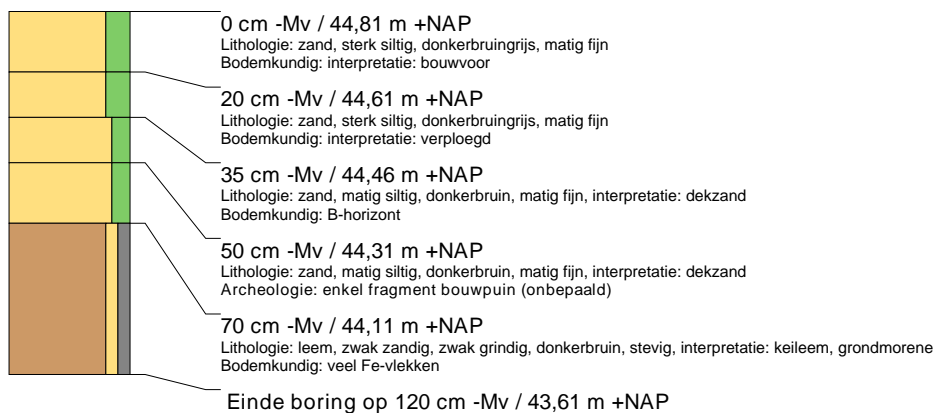 0 cm -Mv / 44,81 m +NAP
Lithologie: zand, sterk siltig, donkerbruingrijs, matig fijn
Bodemkundig: interpretatie: bouwvoor
20 cm -Mv / 44,61 m +NAP
Lithologie: zand, sterk siltig, donkerbruingrijs, matig fijn
Bodemkundig: interpretatie: verploegd
35 cm -Mv / 44,46 m +NAP
Lithologie: zand, matig siltig, donkerbruin, matig fijn, interpretatie: dekzand
Bodemkundig: B-horizont
50 cm -Mv / 44,31 m +NAP
Lithologie: zand, matig siltig, donkerbruin, matig fijn, interpretatie: dekzand
Archeologie: enkel fragment bouwpuin (onbepaald)
70 cm -Mv / 44,11 m +NAP
Lithologie: leem, zwak zandig, zwak grindig, donkerbruin, stevig, interpretatie: keileem, grondmorene
Bodemkundig: veel Fe-vlekken
Einde boring op 120 cm -Mv / 43,61 m +NAP